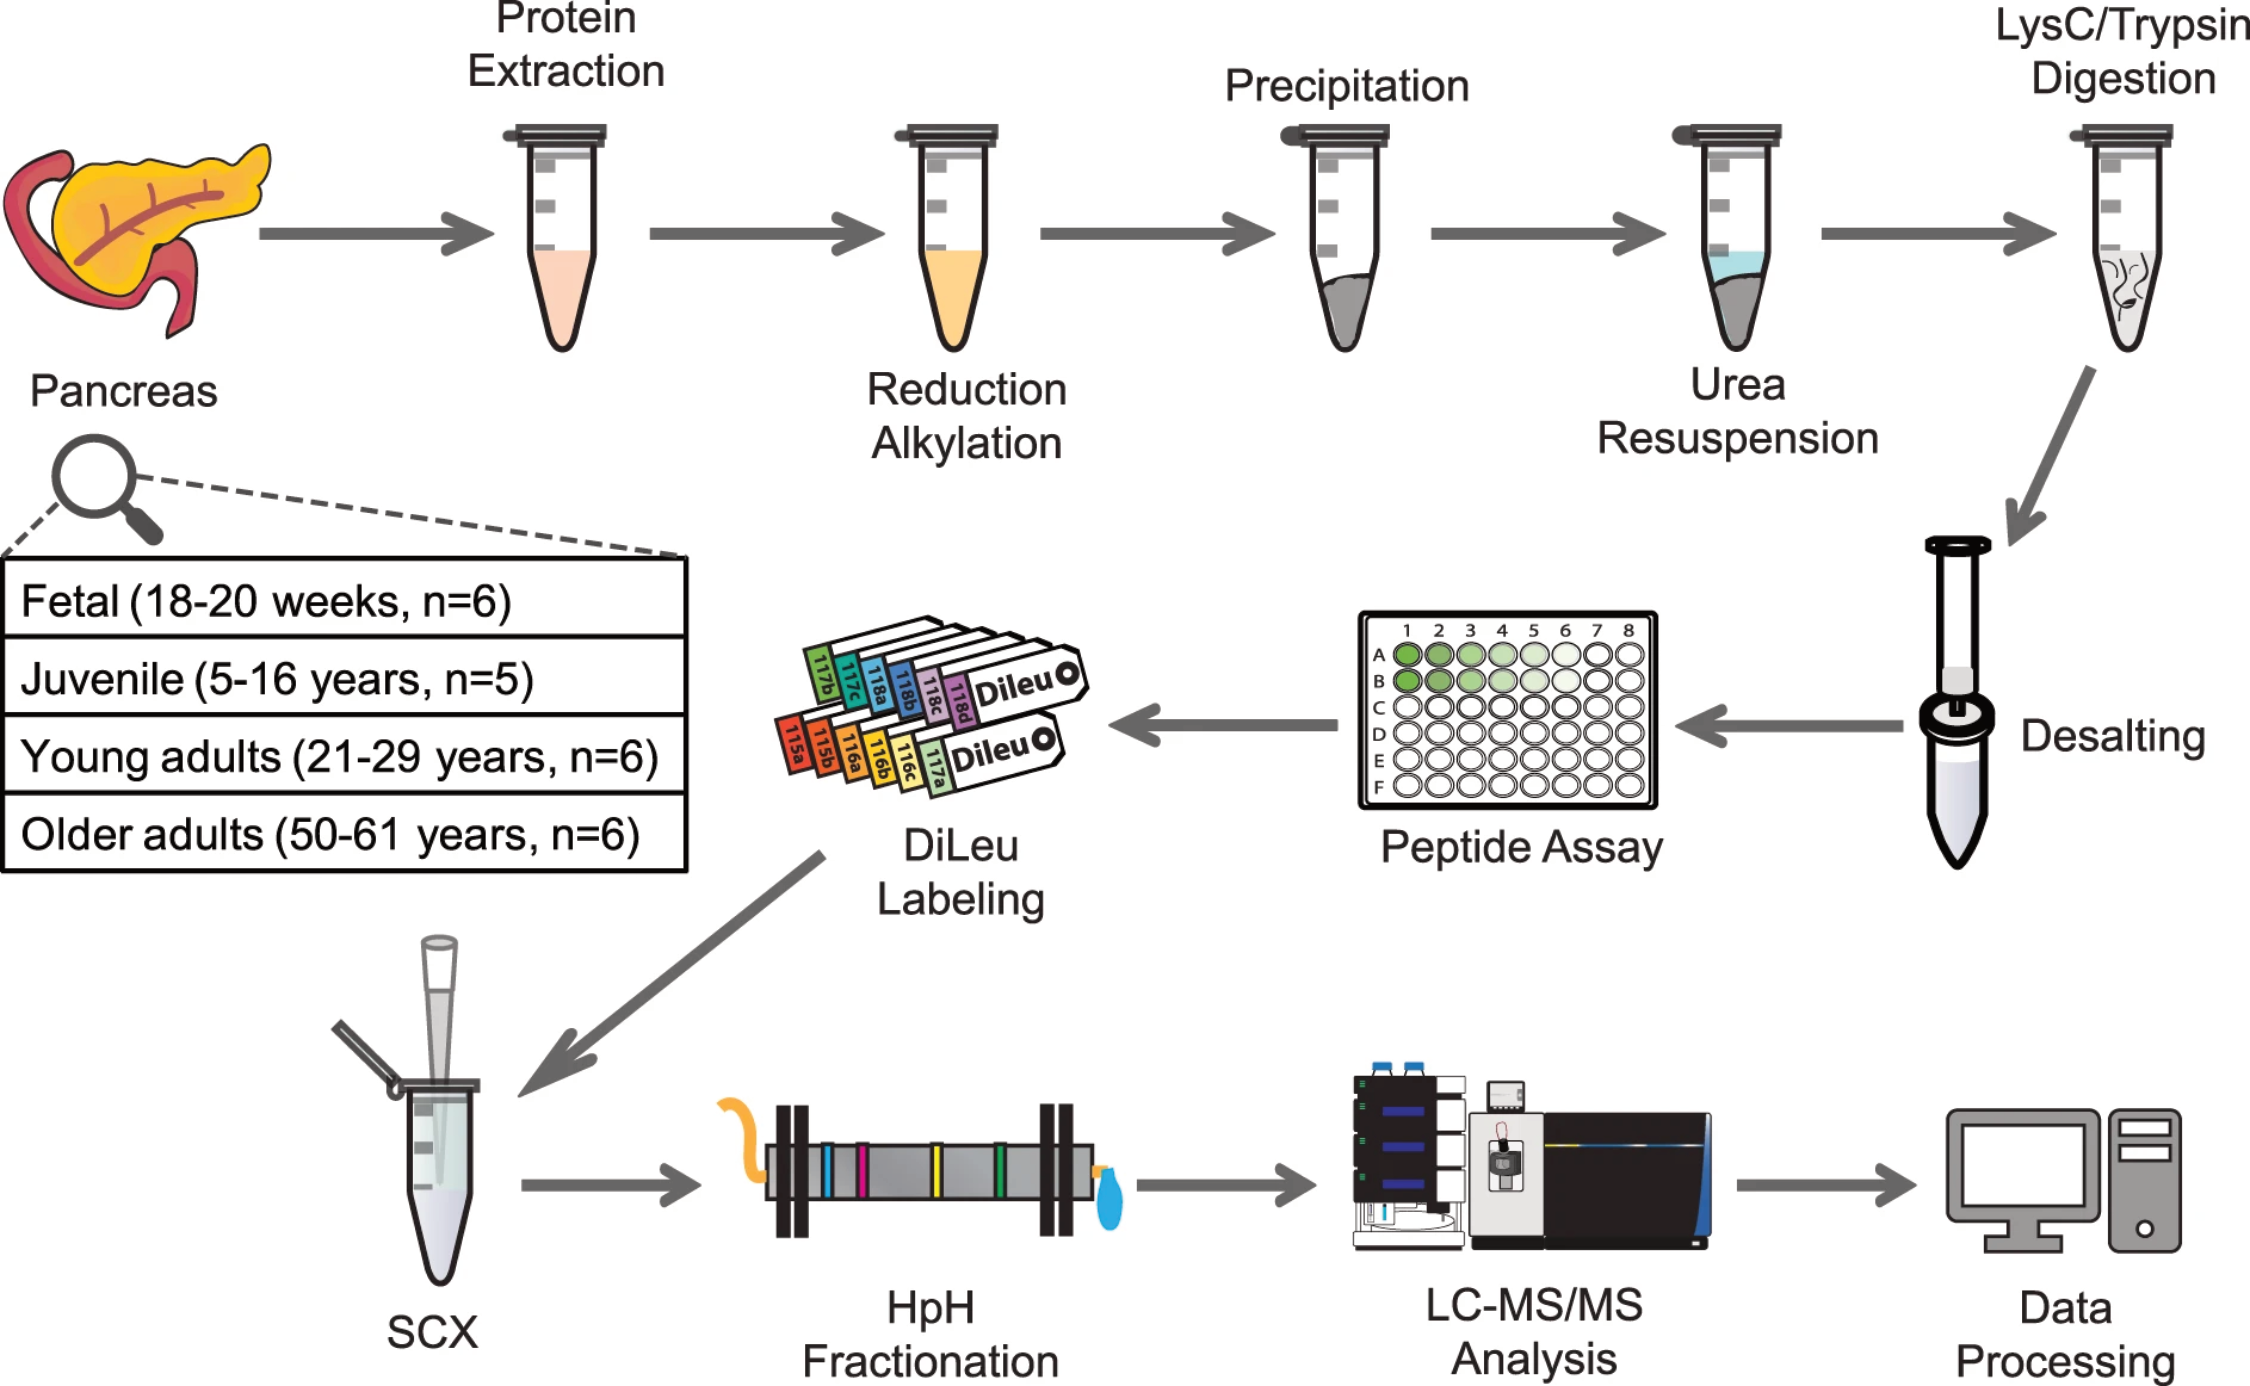 Protein
Extraction
Precipitation
LysC/Trypsin
Digestion
Pancreas
Reduction
Alkylation
Urea
Resuspension
Fetal (18-20 weeks, n=6)
Juvenile (5-16 years, n=5)
Young adults (21-29 years, n=6)
Older adults (50-61 years, n=6)
117b
117c
118a
118b
118c
118d
Dileu
115a
115b
116a
116b
116c
117a
Dileu
DiLeu
Labeling
1 2 3 4 5 6 7 8
A
B
C
D
E
F
Peptide Assay
Desalting
SCX
HpH
Fractionation
LC-MS/MS
Analysis
Data
Processing